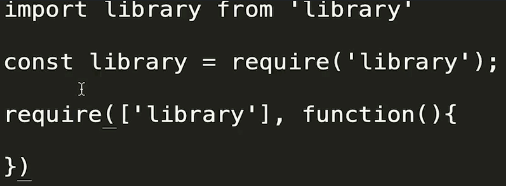 import library from 'library'
const library = require('library');
require(['library'], function(){
})